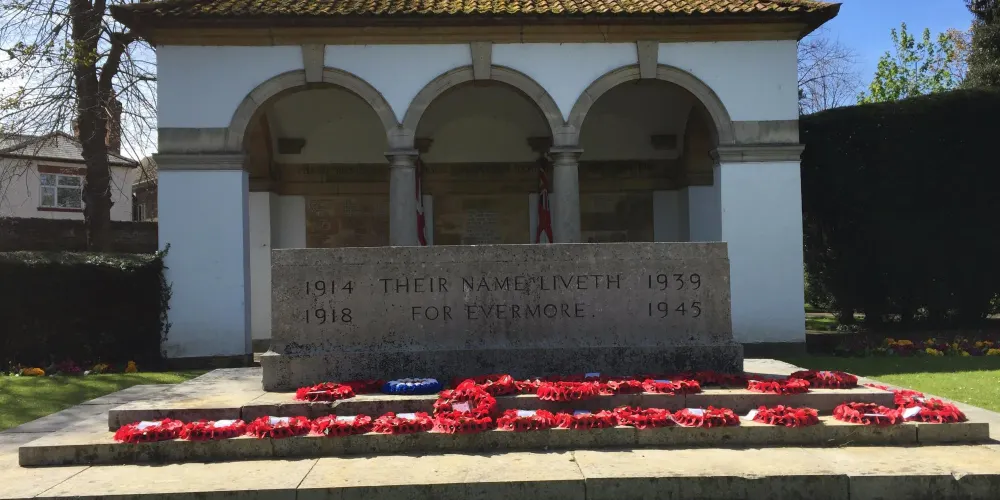 1914 THEIR NAME LIVETH 1939
1918 FOR EVERMORE. 1945